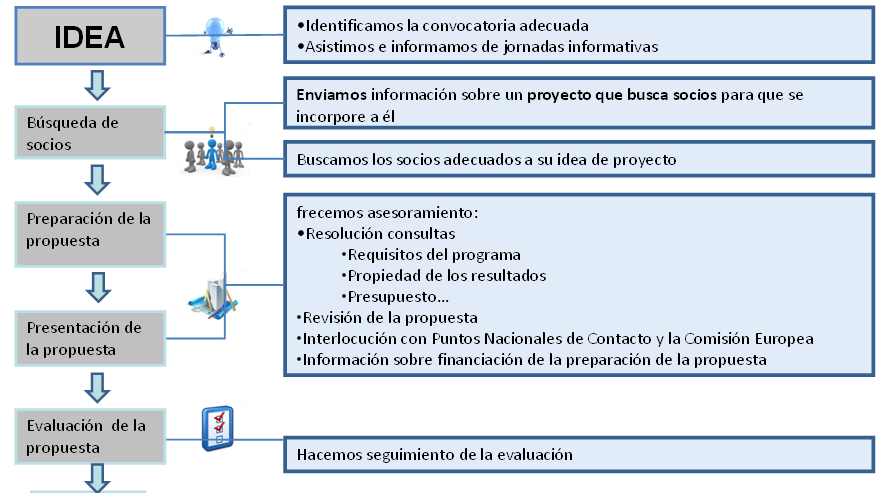 IDEA
•Identificamos la convocatoria adecuada
•Asistimos e informamos de jornadas informativas
Búsqueda de
socios
Enviamos información sobre un proyecto que busca socios para que se
incorpore a él
Buscamos los socios adecuados a su idea de proyecto
Preparación de la
propuesta
Presentación de
la propuesta
frecemos asesoramiento:
•Resolución consultas
•Requisitos del programa
•Propiedad de los resultados
•Presupuesto...
•Revisión de la propuesta
•Interlocución con Puntos Nacionales de Contacto y la Comisión Europea
•Información sobre financiación de la preparación de la propuesta
Evaluación de la
propuesta
Hacemos seguimiento de la evaluación